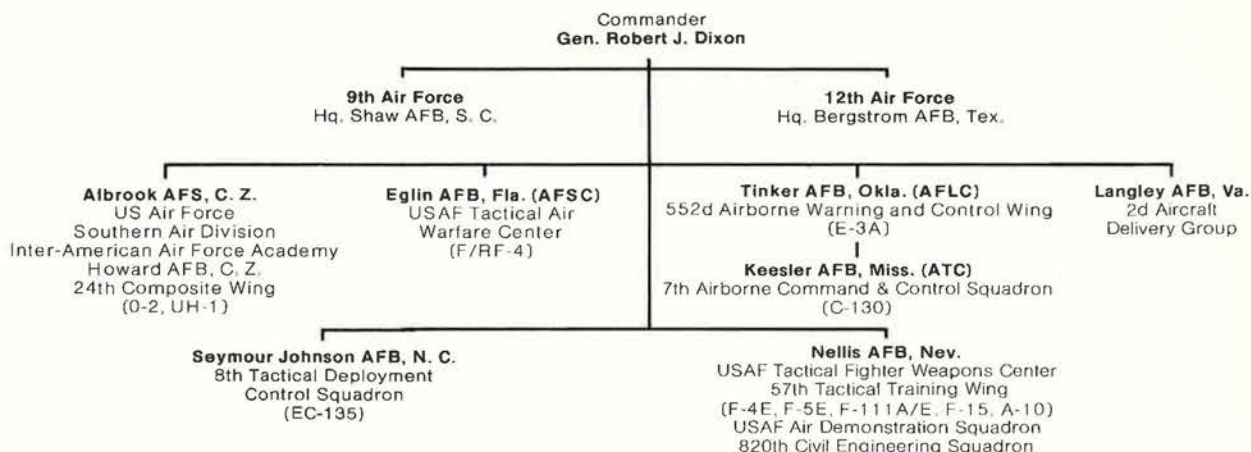 Commander
Gen. Robert J. Dixon
9th Air Force
Hq. Shaw AFB, S. C.
12th Air Force
Hq. Bergstrom AFB, Tex.
Albrook AFS, C. Z.
US Air Force
Southern Air Division
Inter-American Air Force Academy
Howard AFB, C. Z.
24th Composite Wing
(0-2, UH-1)
Eglin AFB, Fla. (AFSC)
USAF Tactical Air
Warfare Center
(F/RF-4)
Tinker AFB, Okla. (AFLC)
552d Airborne Warning and Control Wing
(E-3A)
Keesler AFB, Miss. (ATC)
7th Airborne Command & Control Squadron
(C-130)
Langley AFB, Va.
2d Aircraft
Delivery Group
Seymour Johnson AFB, N. C.
8th Tactical Deployment
Control Squadron
(EC-135)
Nellis AFB, Nev.
USAF Tactical Fighter Weapons Center
57th Tactical Training Wing
(F-4E, F-5E, F-111A/E, F-15, A-10)
USAF Air Demonstration Squadron
820th Civil Engineering Squadron